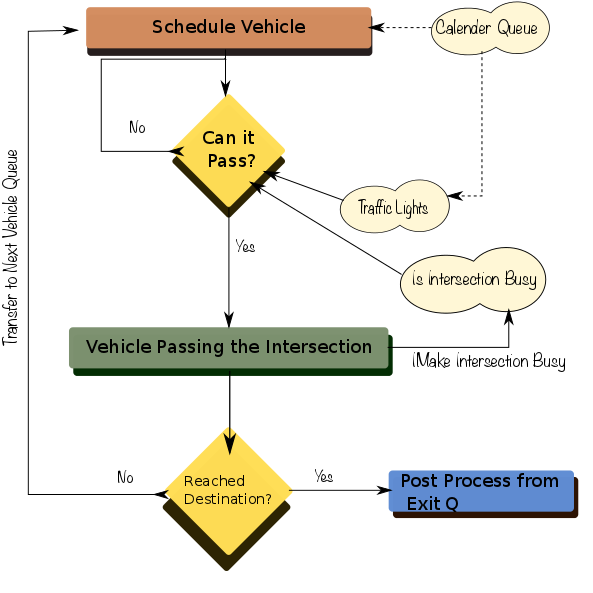 Schedule Vehicle
Calender Queue
No
Can it
Pass?
Traffic Lights
Yes
is intersection Busy
Transfer to Next Vehicle Queue
Vehicle Passing the Intersection
iMake intersection Busy
Reached
Destination?
No
Yes
Post Process from
Exit Q